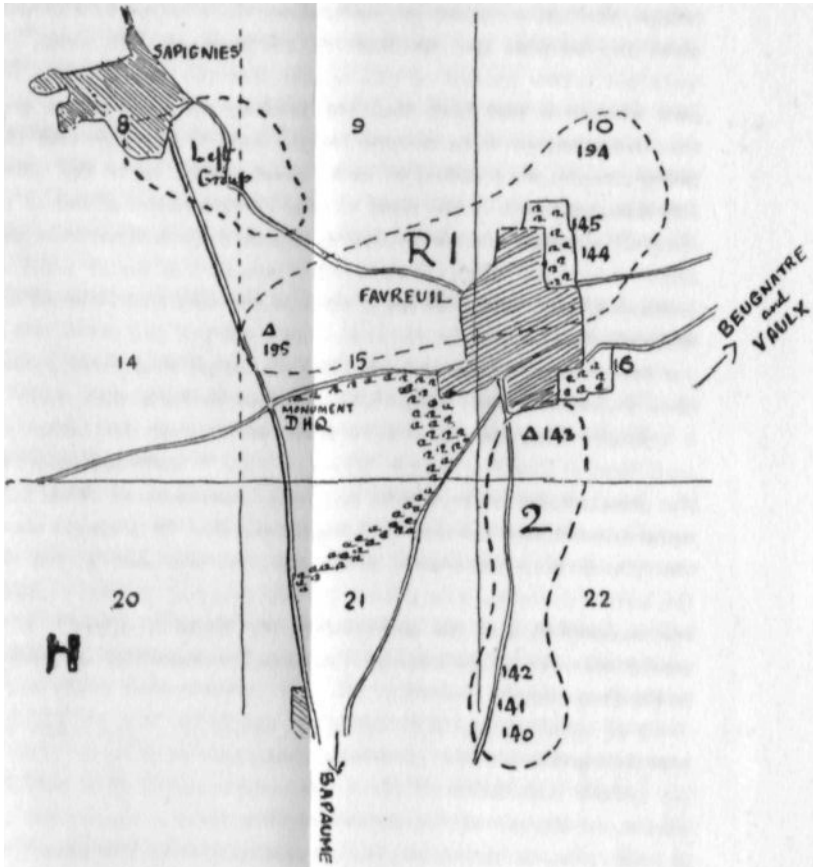 SAPIGNIES
8
9
10
194
Left
Group
R1
145
144
FAVREUIL
BEUGNATRE
and
VAULX
195
14
15
16
MONUMENT
DHQ
143
2
20
21
22
H
142
141
140
BAPAUME